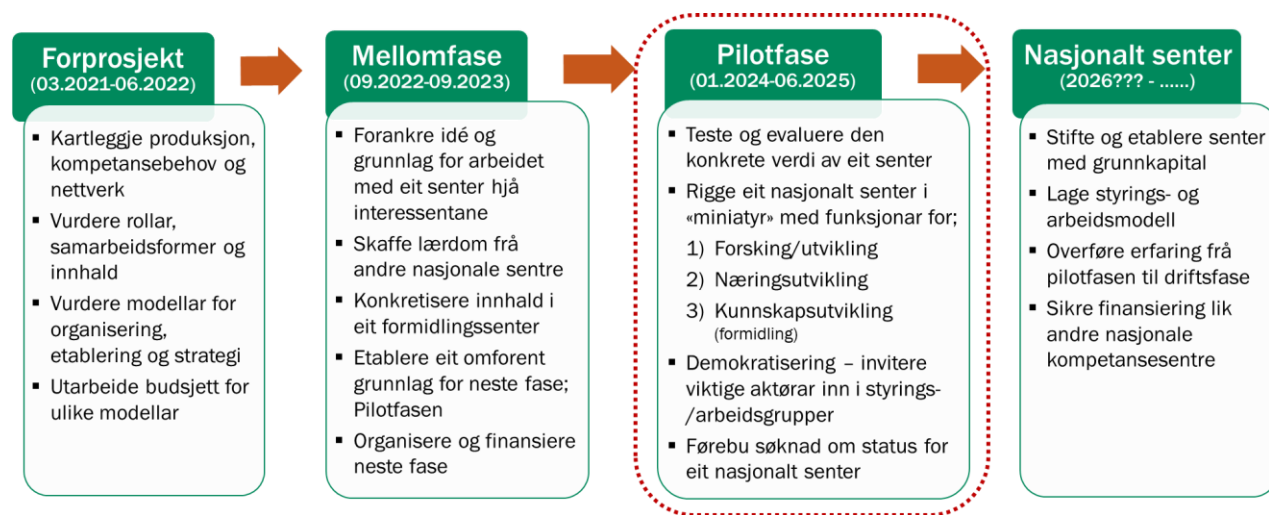 Forprosjekt
(03.2021-06.2022)
▪ Kartleggje produksjon,
kompetansebehov og
nettverk
▪ Vurdere rollar,
samarbeidsformer og
innhald
▪ Vurdere modellar for
organisering,
etablering og strategi
▪ Utarbeide budsjett for
ulike modellar
Mellomfase
(09.2022-09.2023)
▪ Forankre idé og
grunnlag for arbeidet
med eit senter hjå
interessentane
▪ Skaffe lærdom frå
andre nasjonale sentre
▪ Konkretisere innhald i
eit formidlingssenter
▪ Etablere eit omforent
grunnlag for neste fase;
Pilotfasen
▪ Organisere og finansiere
neste fase
Pilotfase
(01.2024-06.2025)
▪ Teste og evaluere den
konkrete verdi av eit senter
▪ Rigge eit nasjonalt senter i
«miniatyr» med funksjonar for;
1) Forsking/utvikling
2) Næringsutvikling
3) Kunnskapsutvikling
(formidling)
▪ Demokratisering – invitere
viktige aktørar inn i styrings-
/arbeidsgrupper
▪ Førebu søknad om status for
eit nasjonalt senter
Nasjonalt senter
(2026??? - ......)
▪ Stifte og etablere senter
med grunnkapital
▪ Lage styrings- og
arbeidsmodell
▪ Overføre erfaring frå
pilotfasen til driftsfase
▪ Sikre finansiering lik
andre nasjonale
kompetansesentre